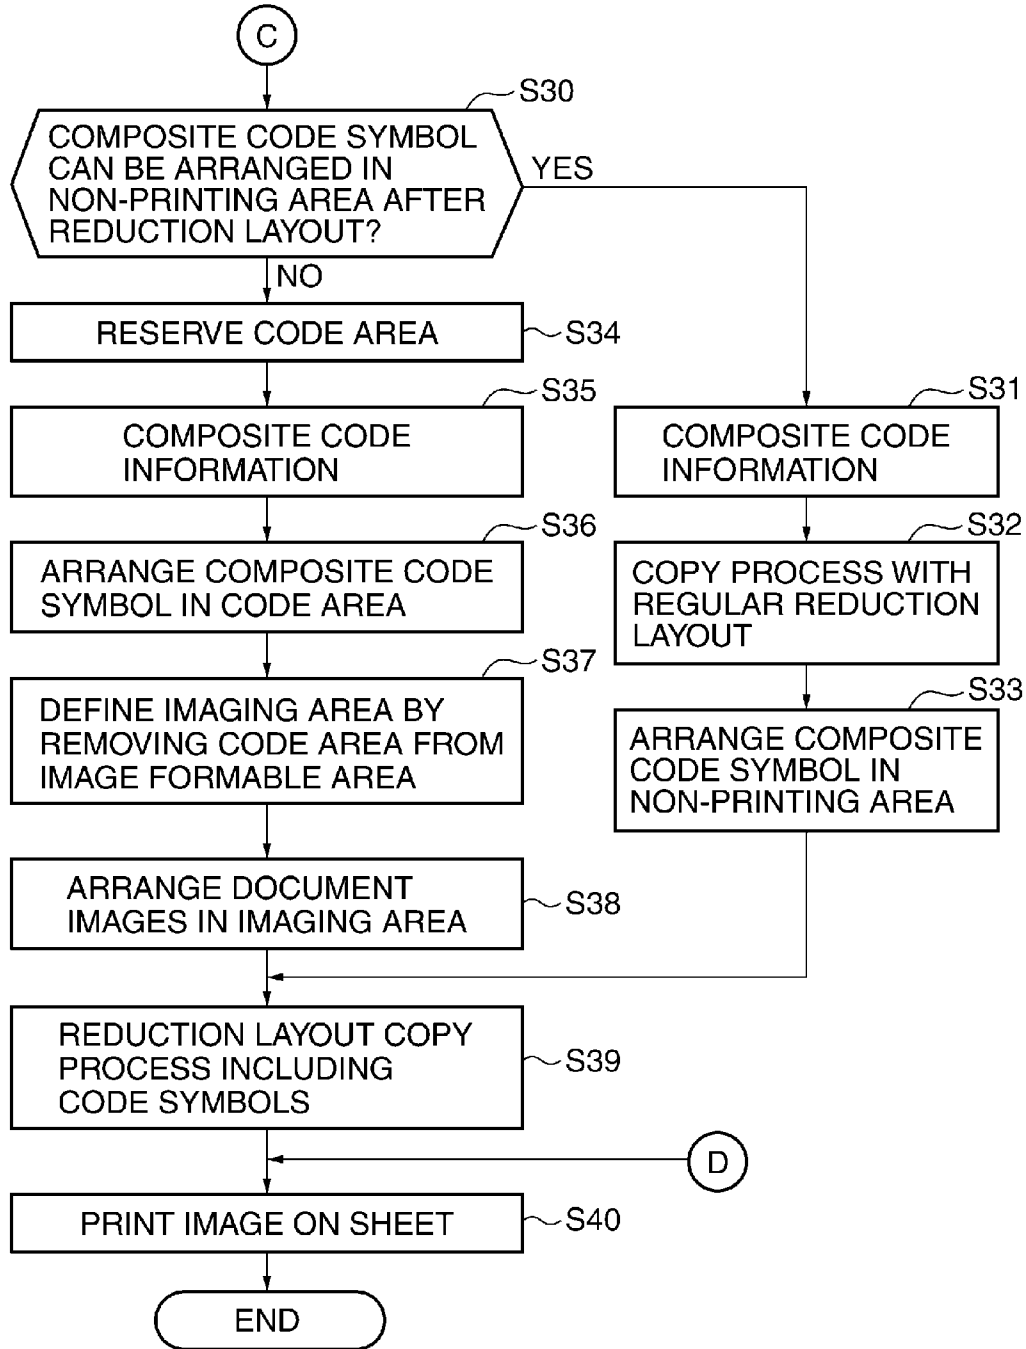 C
S30
COMPOSITE CODE SYMBOL
CAN BE ARRANGED IN
NON-PRINTING AREA AFTER
REDUCTION LAYOUT?
YES
NO
RESERVE CODE AREA
S34
S35
COMPOSITE CODE
INFORMATION
S31
COMPOSITE CODE
INFORMATION
S36
ARRANGE COMPOSITE CODE
SYMBOL IN CODE AREA
S32
COPY PROCESS WITH
REGULAR REDUCTION
LAYOUT
S37
DEFINE IMAGING AREA BY
REMOVING CODE AREA FROM
IMAGE FORMABLE AREA
S33
ARRANGE COMPOSITE
CODE SYMBOL IN
NON-PRINTING AREA
ARRANGE DOCUMENT
IMAGES IN IMAGING AREA
S38
REDUCTION LAYOUT COPY
PROCESS INCLUDING
CODE SYMBOLS
S39
D
PRINT IMAGE ON SHEET
S40
END